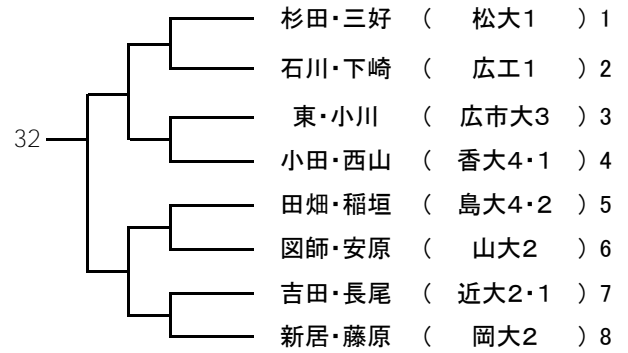 杉田・三好 ( 松大1 ) 1
石川・下崎 ( 広工1 ) 2
東・小川 ( 広市大3 ) 3
32
小田・西山 ( 香大4・1 ) 4
田畑・稲垣 ( 島大4・2 ) 5
図師・安原 ( 山大2 ) 6
吉田・長尾 ( 近大2・1 ) 7
新居・藤原 ( 岡大2 ) 8